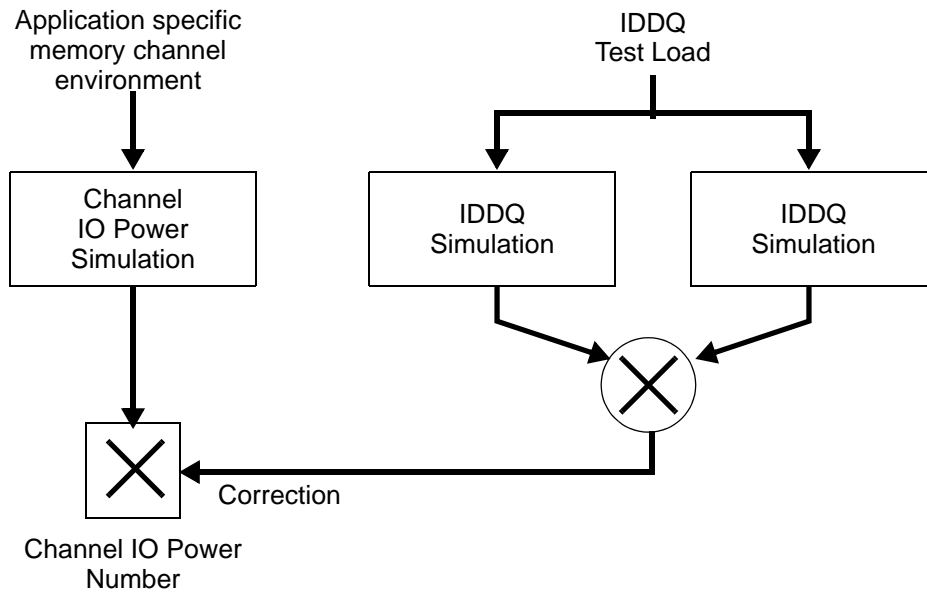 Application specific
memory channel
environment
IDDQ
Test Load
Channel
IO Power
Simulation
IDDQ
Simulation
IDDQ
Simulation
Correction
Channel IO Power
Number